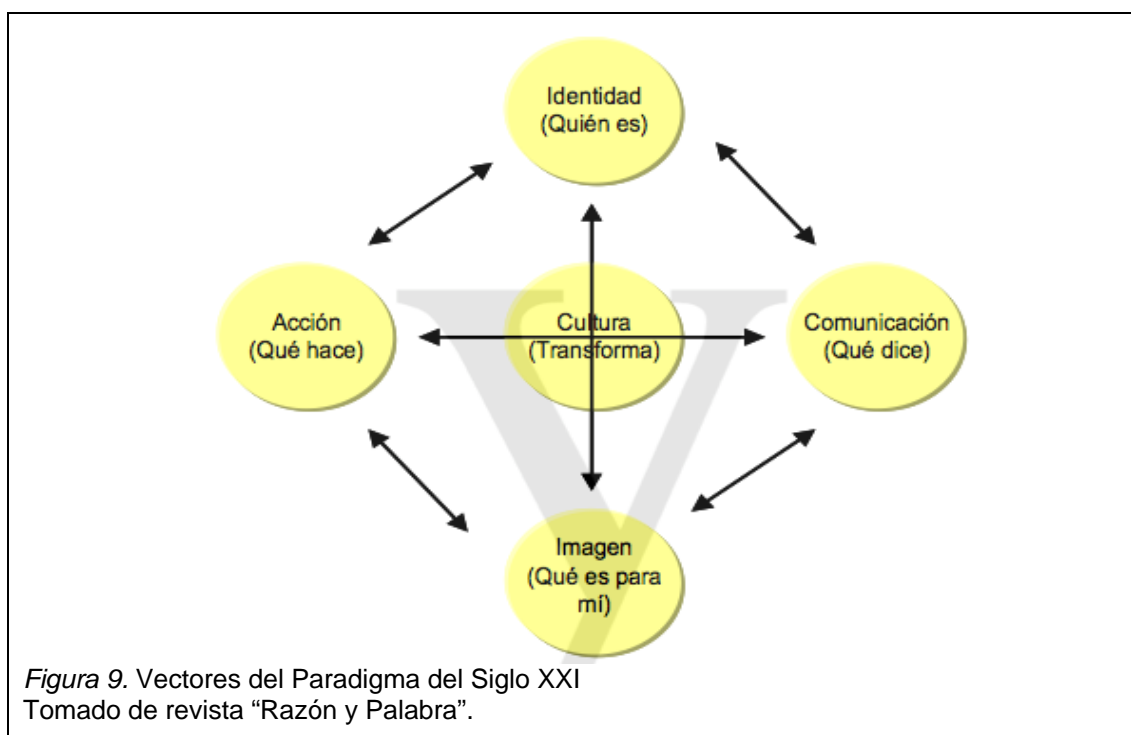 Identidad
(Quién es)
Acción
(Qué hace)
Cultura
(Transforma)
Comunicación
(Qué dice)
Imagen
(Qué es para
mí)
Figura 9. Vectores del Paradigma del Siglo XXI
Tomado de revista “Razón y Palabra”.